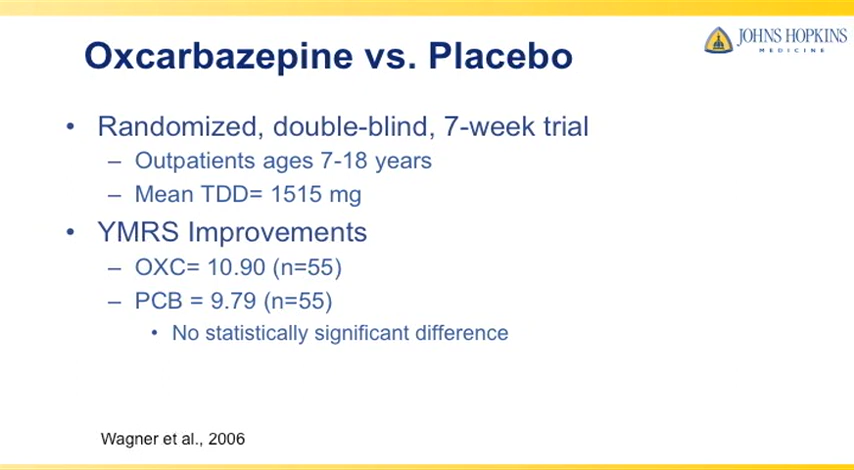 Oxcarbazepine vs. Placebo
JOHNS HOPKINS
MEDICINE
• Randomized, double-blind, 7-week trial
– Outpatients ages 7-18 years
– Mean TDD= 1515 mg
• YMRS Improvements
– OXC= 10.90 (n=55)
– PCB = 9.79 (n=55)
• No statistically significant difference
Wagner et al., 2006